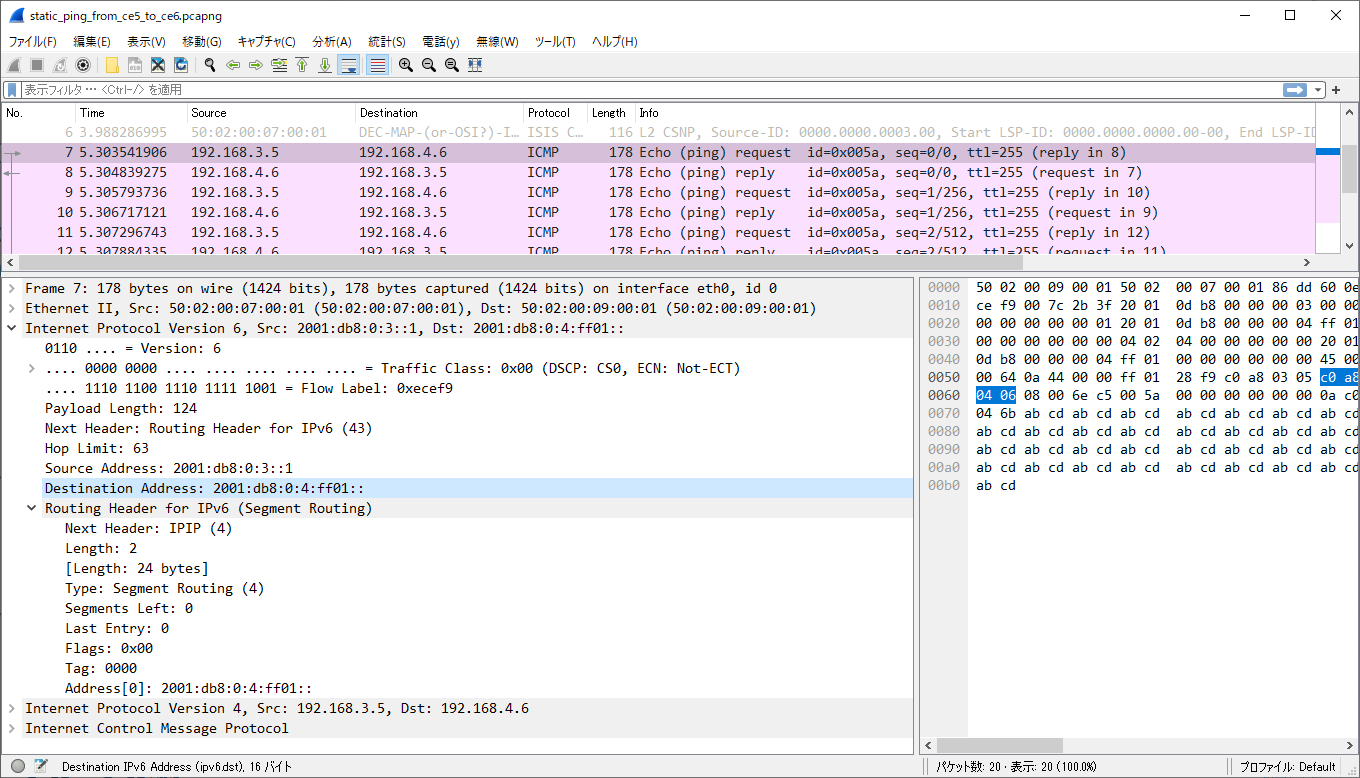 static_ping_from_ce5_to_ce6.pcapng
ファイル(F) 編集(E) 表示(V) 移動(G) キャプチャ(C) 分析(A) 統計(S) 電話(y) 無線(W) ツール(T) ヘルプ(H)
表示フィルタ … <Ctrl-/> を適用
No. Time Source Destination Protocol Length Info
6 3.988286995 50:02:00:07:00:01 DEC-MAP-(or-OSI?)-I… ISIS C… 116 L2 CSNP, Source-ID: 0000.0000.0003.00, Start LSP-ID: 0000.0000.0000.00-00, End LSP-ID
7 5.303541906 192.168.3.5 192.168.4.6 ICMP 178 Echo (ping) request id=0x005a, seq=0/0, ttl=255 (reply in 8)
8 5.304839275 192.168.4.6 192.168.3.5 ICMP 178 Echo (ping) reply id=0x005a, seq=0/0, ttl=255 (request in 7)
9 5.305793736 192.168.3.5 192.168.4.6 ICMP 178 Echo (ping) request id=0x005a, seq=1/256, ttl=255 (reply in 10)
10 5.306717121 192.168.4.6 192.168.3.5 ICMP 178 Echo (ping) reply id=0x005a, seq=1/256, ttl=255 (request in 9)
11 5.307296743 192.168.3.5 192.168.4.6 ICMP 178 Echo (ping) request id=0x005a, seq=2/512, ttl=255 (reply in 12)
12 5.307884335 192.168.4.6 192.168.3.5 ICMP 178 Echo (ping) reply id=0x005a, seq=2/512, ttl=255 (request in 11)
Frame 7: 178 bytes on wire (1424 bits), 178 bytes captured (1424 bits) on interface eth0, id 0
Ethernet II, Src: 50:02:00:07:00:01 (50:02:00:07:00:01), Dst: 50:02:00:09:00:01 (50:02:00:09:00:01)
Internet Protocol Version 6, Src: 2001:db8:0:3::1, Dst: 2001:db8:0:4:ff01::
0110 .... = Version: 6
.... 0000 0000 .... .... .... .... .... = Traffic Class: 0x00 (DSCP: CS0, ECN: Not-ECT)
.... 1110 1100 1110 1111 1001 = Flow Label: 0xecef9
Payload Length: 124
Next Header: Routing Header for IPv6 (43)
Hop Limit: 63
Source Address: 2001:db8:0:3::1
Destination Address: 2001:db8:0:4:ff01::
Routing Header for IPv6 (Segment Routing)
Next Header: IPIP (4)
Length: 2
[Length: 24 bytes]
Type: Segment Routing (4)
Segments Left: 0
Last Entry: 0
Flags: 0x00
Tag: 0000
Address[0]: 2001:db8:0:4:ff01::
Internet Protocol Version 4, Src: 192.168.3.5, Dst: 192.168.4.6
Internet Control Message Protocol
0000 50 02 00 09 00 01 50 02 00 07 00 01 86 dd 60 0e
0010 ce f9 00 7c 2b 3f 20 01 0d b8 00 00 00 03 00 00
0020 00 00 00 00 00 01 20 01 0d b8 00 00 00 04 ff 01
0030 00 00 00 00 00 00 04 02 04 00 00 00 00 00 20 01
0040 0d b8 00 00 00 04 ff 01 00 00 00 00 00 00 45 00
0050 00 64 0a 44 00 00 ff 01 28 f9 c0 a8 03 05 c0 a8
0060 04 06 08 00 6e c5 00 5a 00 00 00 00 00 00 0a c0
0070 04 6b ab cd ab cd ab cd ab cd ab cd ab cd ab cd
0080 ab cd ab cd ab cd ab cd ab cd ab cd ab cd ab cd
0090 ab cd ab cd ab cd ab cd ab cd ab cd ab cd ab cd
00a0 ab cd ab cd ab cd ab cd ab cd ab cd ab cd ab cd
00b0 ab cd
Destination IPv6 Address (ipv6.dst), 16 バイト パケット数: 20 · 表示: 20 (100.0%) プロファイル: Default